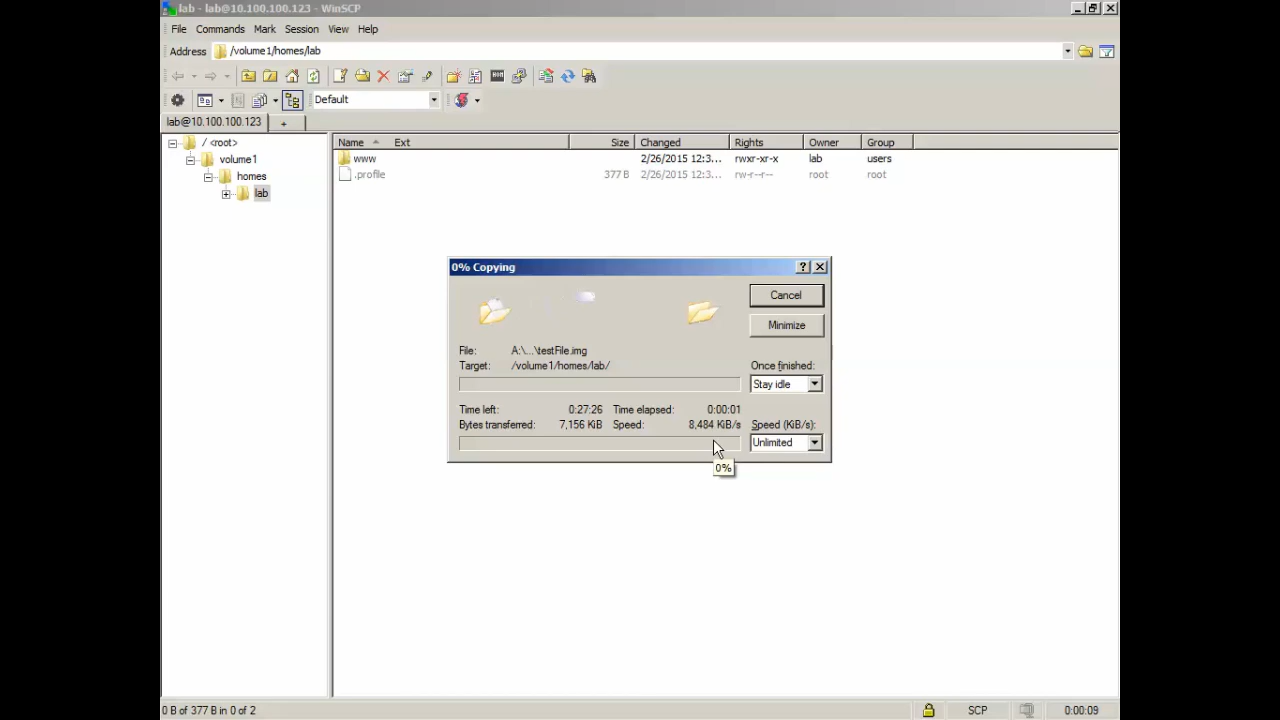 lab - lab@10.100.100.123 - WinSCP
File Commands Mark Session View Help
Address /volume1/homes/lab
Default
lab@10.100.100.123 +
/ <root>
volume1
homes
lab
Name Ext Size Changed Rights Owner Group
www 2/26/2015 12:3... rwxr-xr-x lab users
.profile 377 B 2/26/2015 12:3... rw-r--r-- root root
0% Copying
Cancel
Minimize
File: A:\...\testFile.img
Target: /volume1/homes/lab/
Once finished:
Stay idle
Time left: 0:27:26 Time elapsed: 0:00:01
Bytes transferred: 7,156 KiB Speed: 8,484 KiB/s
Speed (KiB/s):
Unlimited
0%
0 B of 377 B in 0 of 2 SCP 0:00:09